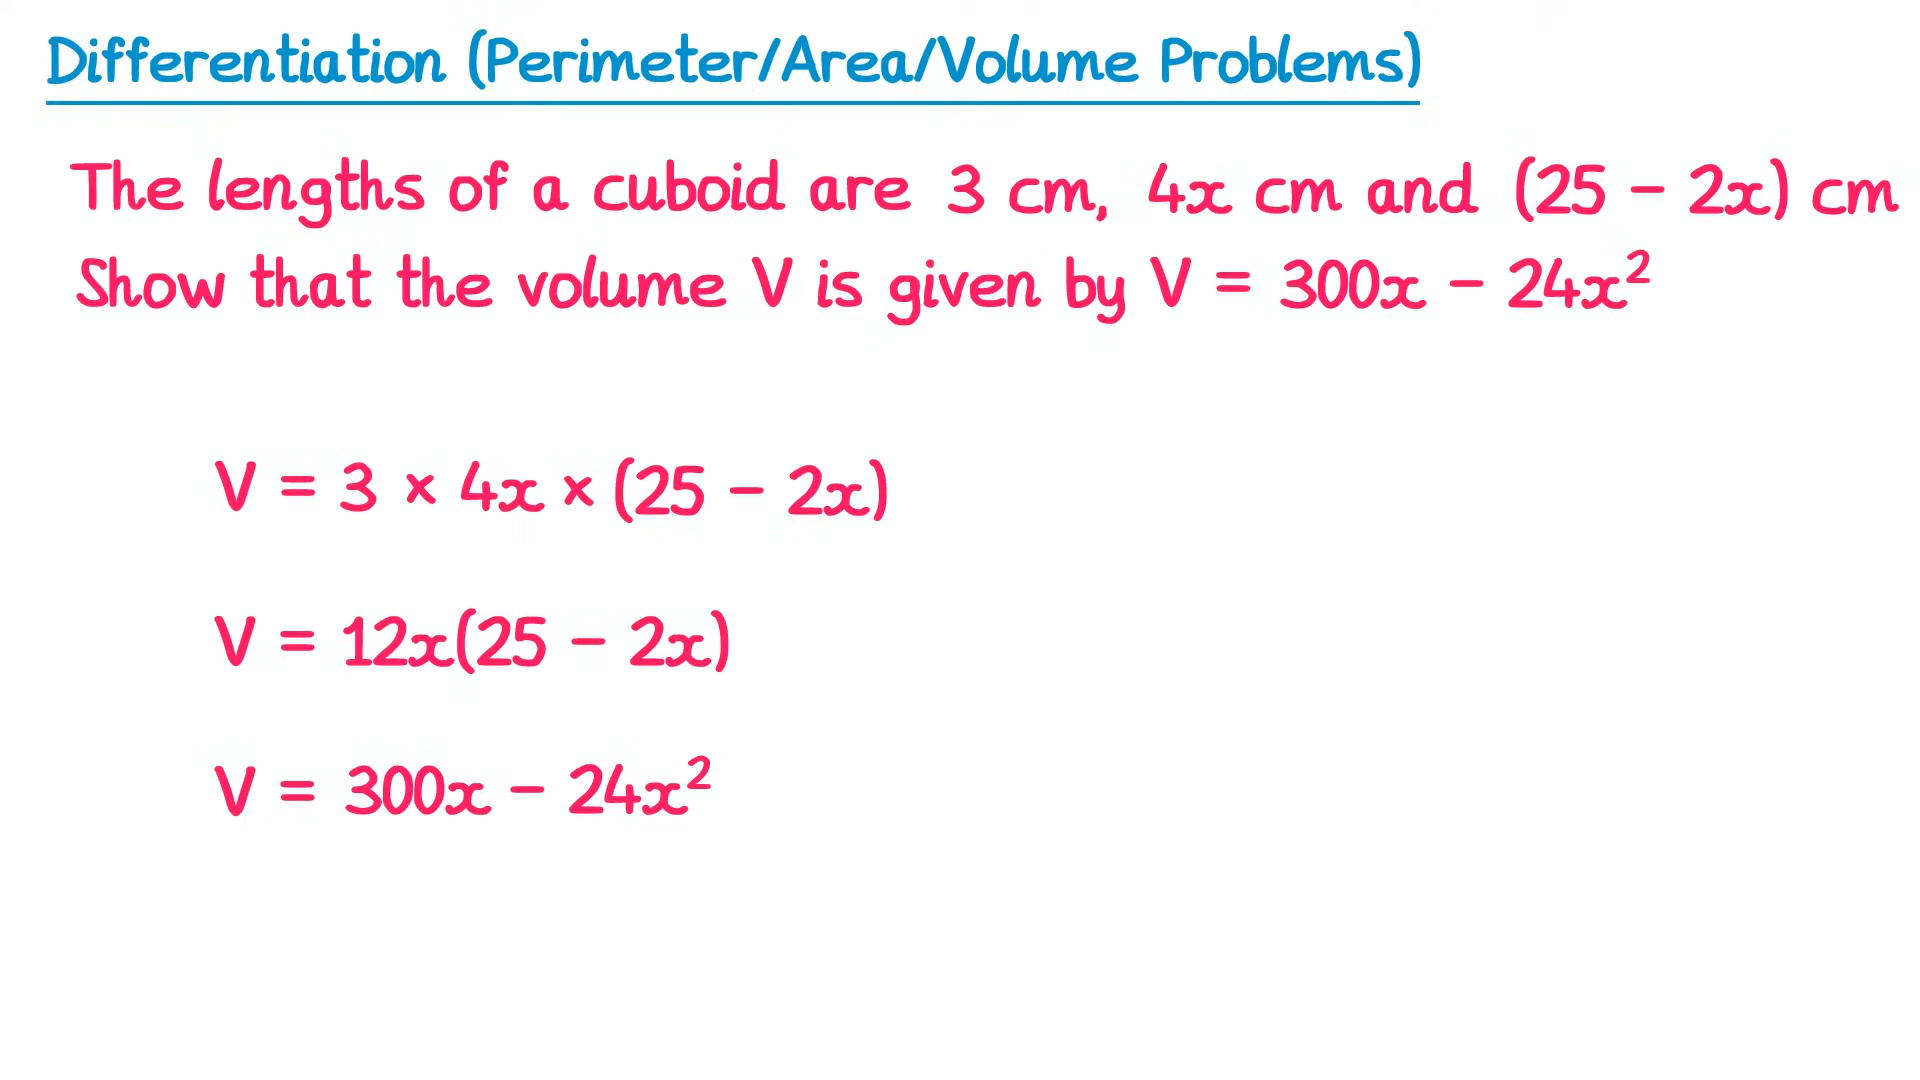 Differentiation (Perimeter/Area/Volume Problems)
The lengths of a cuboid are 3 cm, 4x cm and (25 − 2x) cm
Show that the volume V is given by V = 300x − 24x²
V = 3 × 4x × (25 − 2x)
V = 12x(25 − 2x)
V = 300x − 24x²